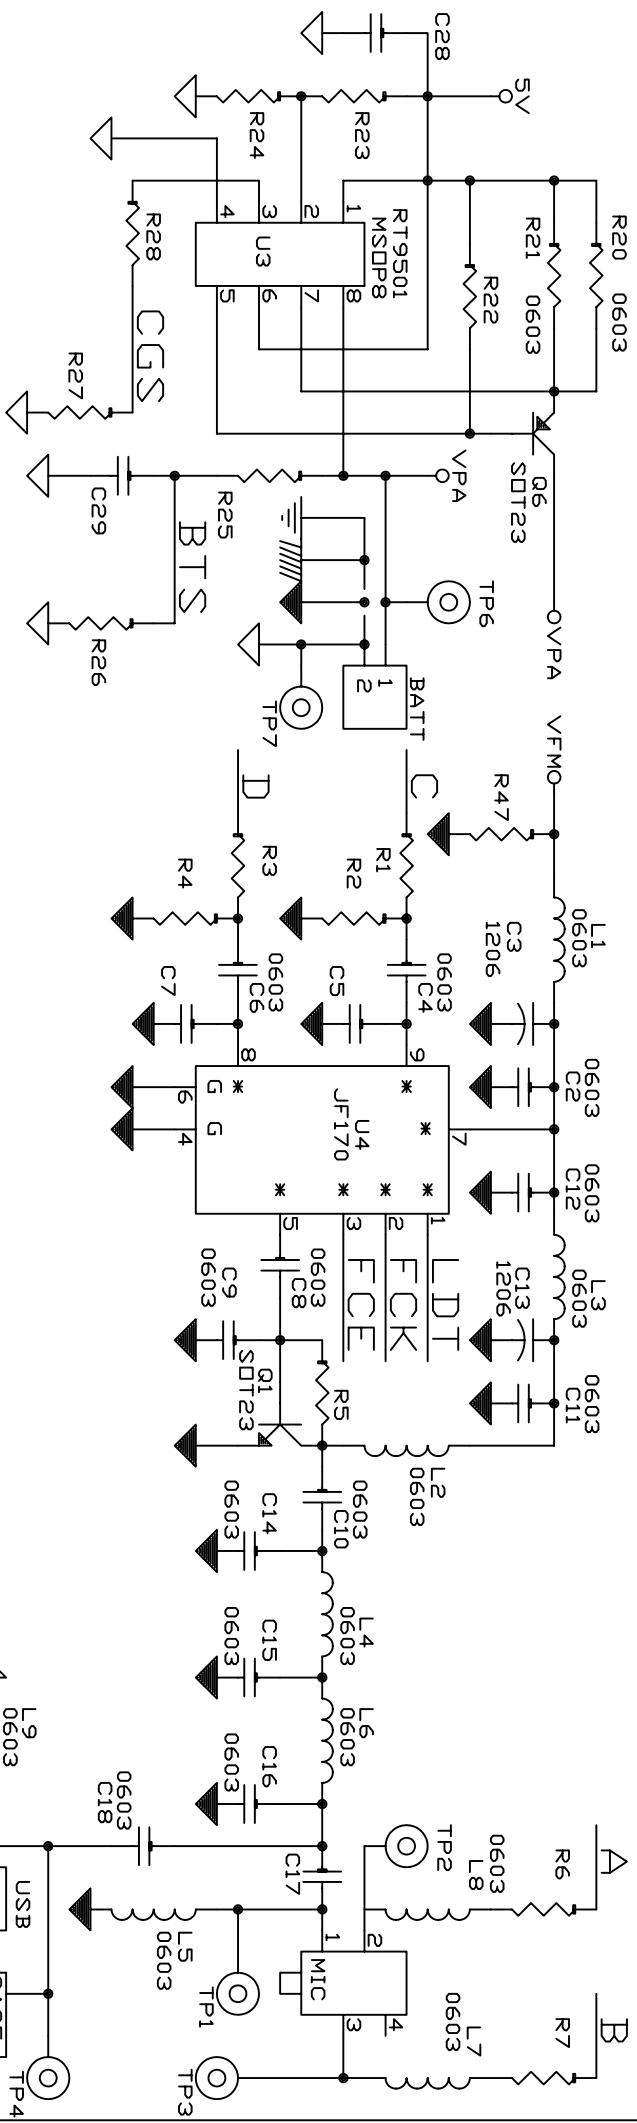 C28
5V
R24
R23
R20 0603
R21 0603
R22
RT9501
MSOP8
U3
1
2
3
4
5
6
7
8
R28
CGS
R27
Q6
SOT23
VPA
VPA
R25
C29
BTS
R26
TP6
BATT
1
2
TP7
VFM
R47
L1
0603
C3
1206
C2
0603
C12
0603
L3
0603
C13
1206
C11
0603
C
R1
R2
D
R3
R4
0603
C4
C5
0603
C6
C7
U4
JF170
9
8
7
6
4
G
G
*
*
*
*
*
*
*
1
2
3
5
LDT
FCK
FCE
0603
C8
C9
0603
Q1
SOT23
R5
L2
0603
0603
C10
C14
0603
L4
0603
C15
0603
L6
0603
C16
0603
C17
0603
C18
L9
0603
L5
0603
TP1
TP2
A
R6
0603
L8
B
R7
L7
0603
MIC
1
2
3
4
TP3
TP4
USB